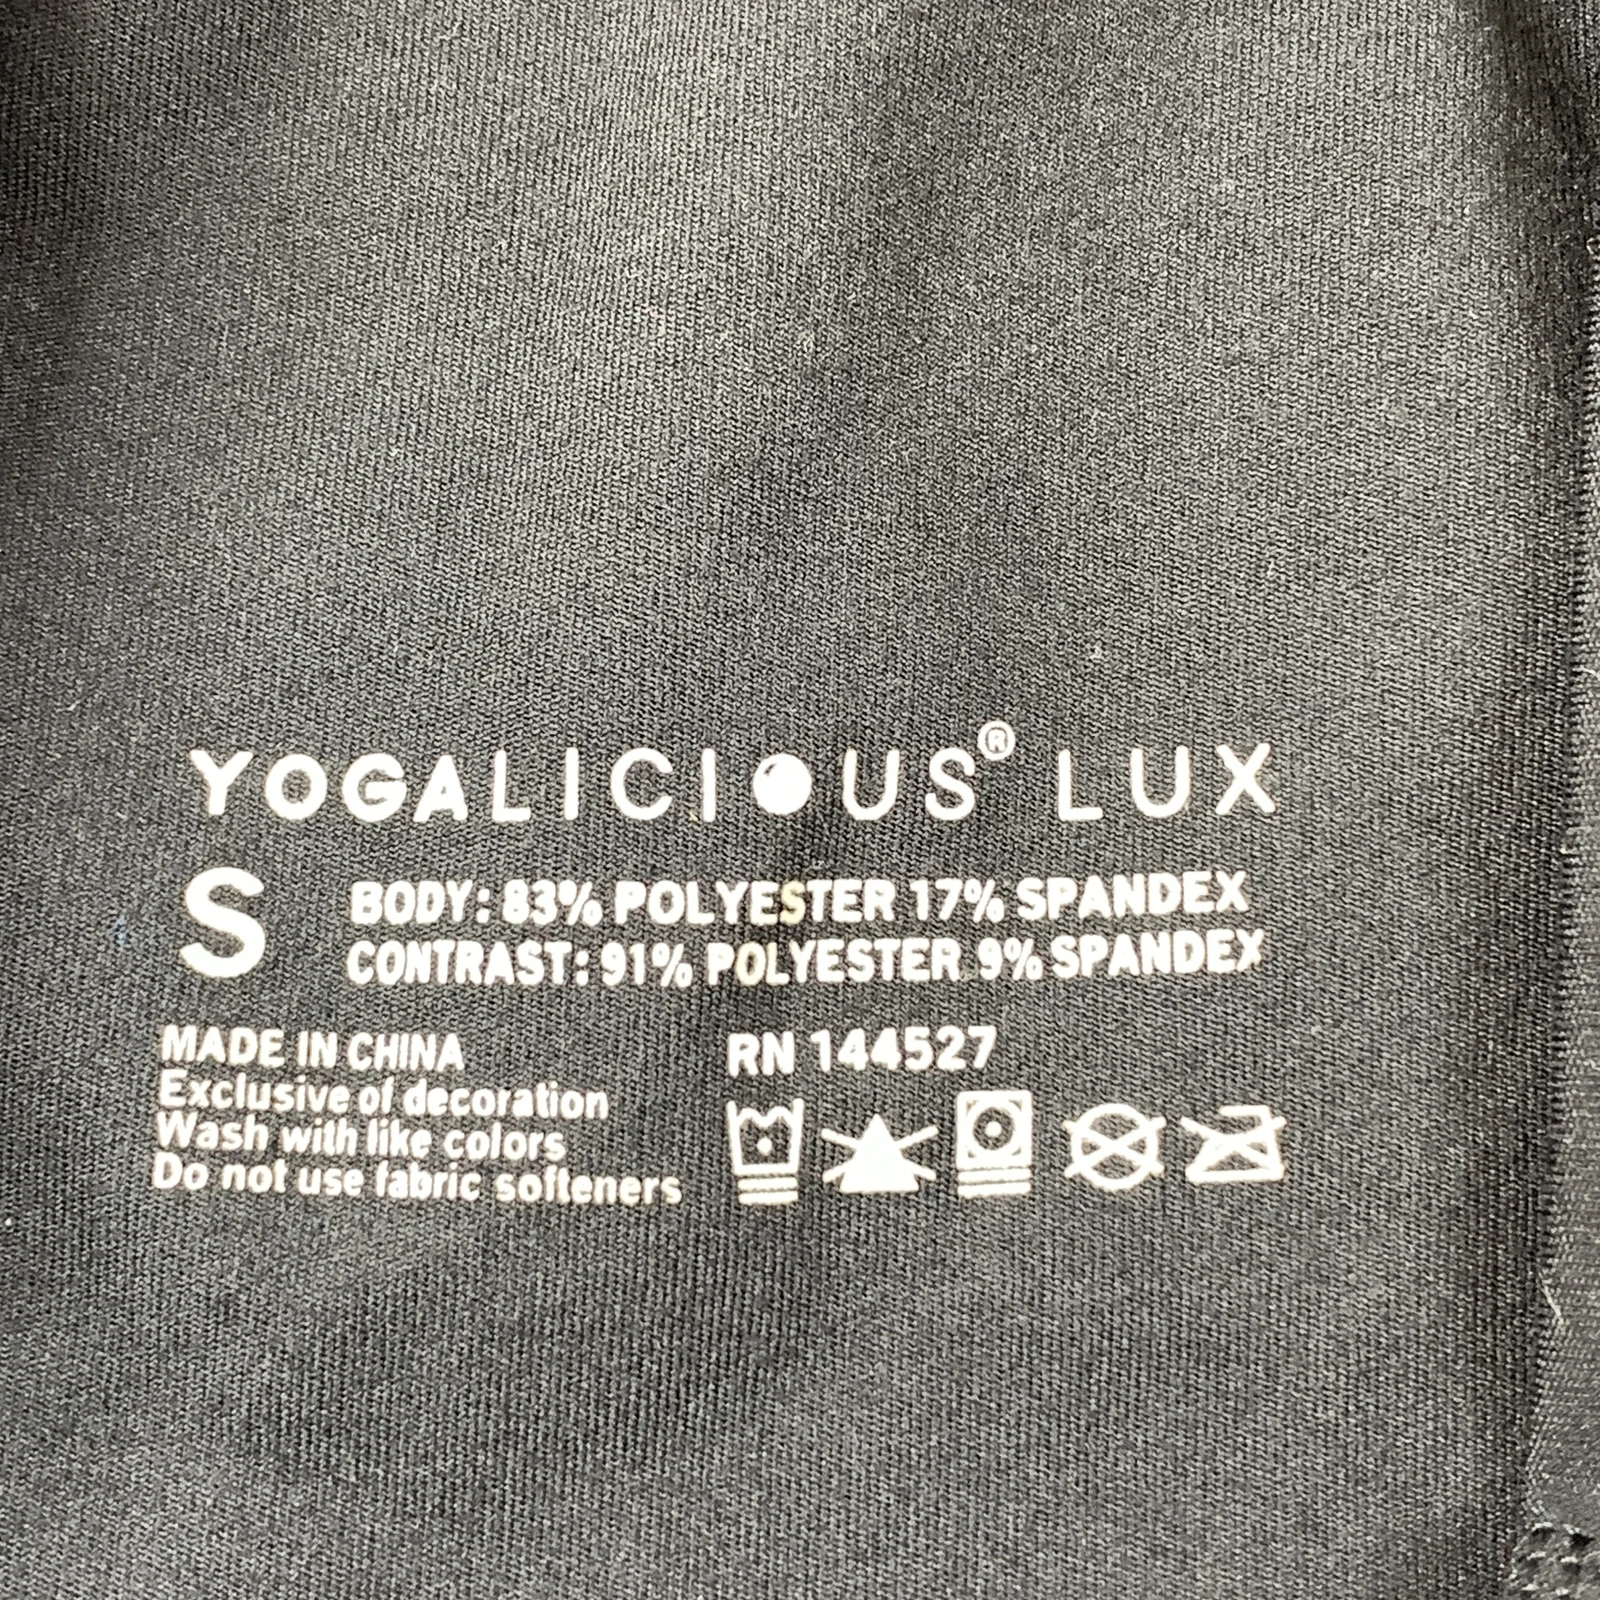 YOGALICIOUS® LUX
S
BODY: 83% POLYESTER 17% SPANDEX
CONTRAST: 91% POLYESTER 9% SPANDEX
MADE IN CHINA
Exclusive of decoration
Wash with like colors
Do not use fabric softeners
RN 144527